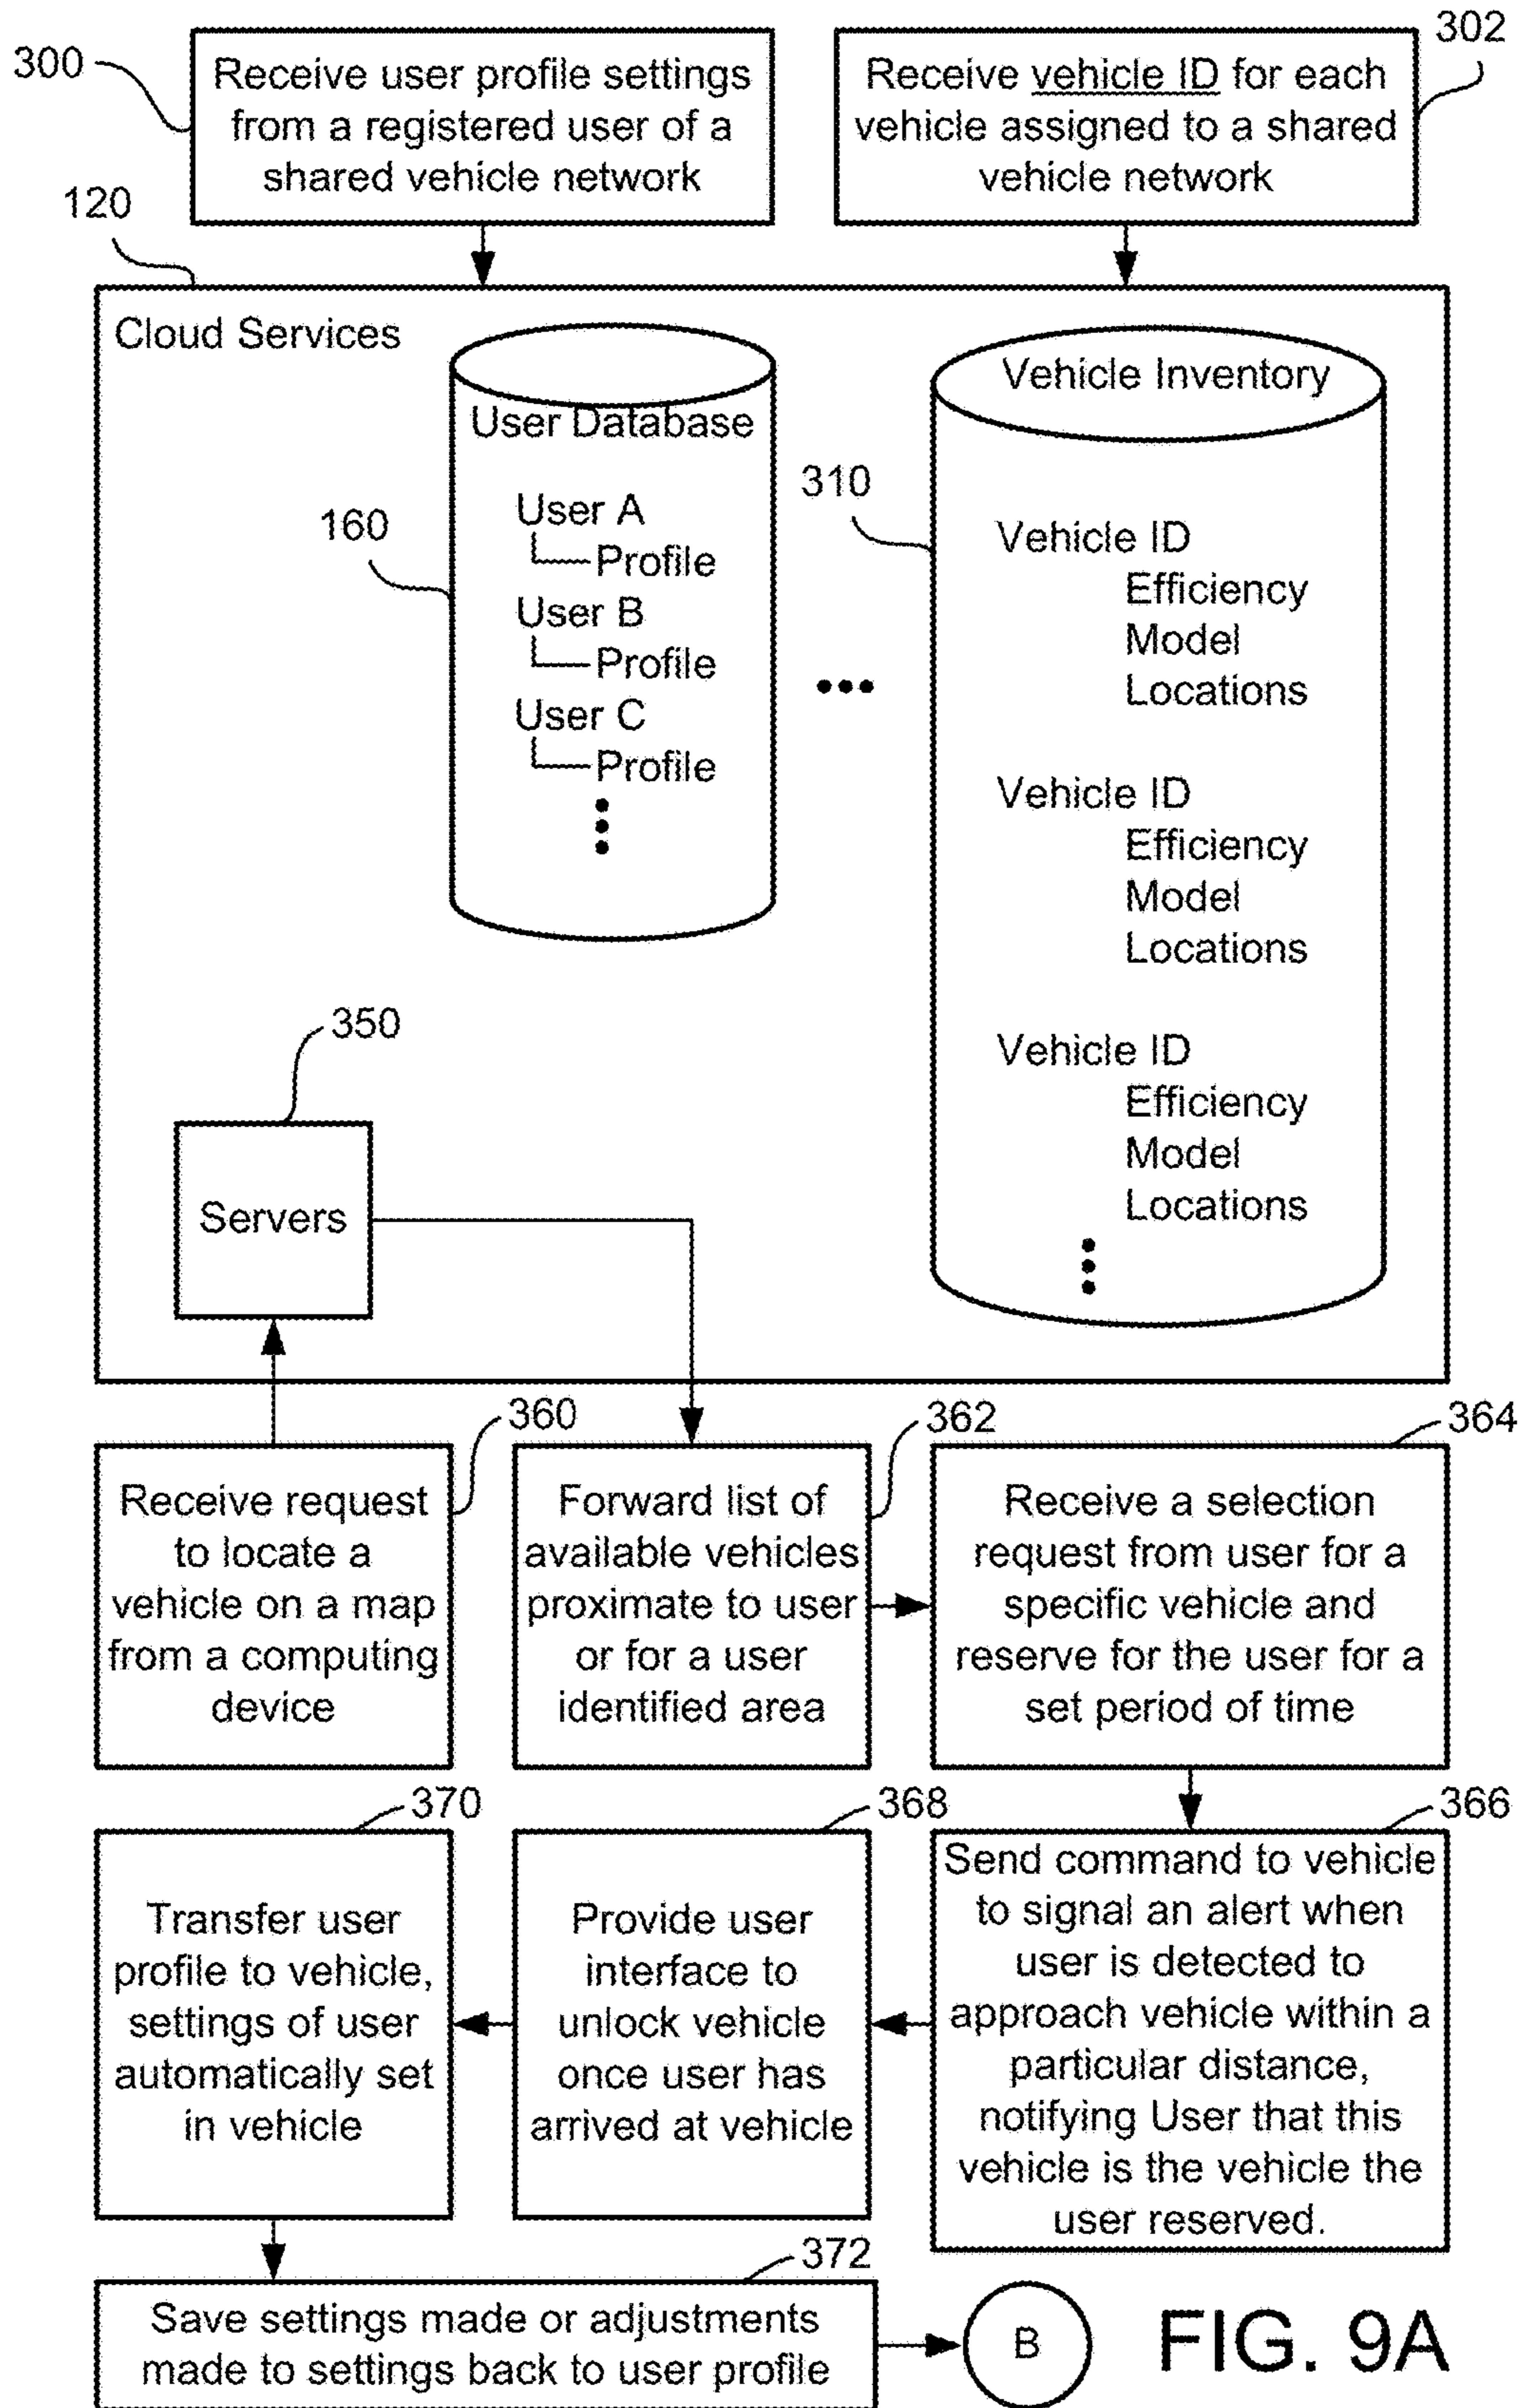 300
Receive user profile settings
from a registered user of a
shared vehicle network
302
Receive vehicle ID for each
vehicle assigned to a shared
vehicle network
120
Cloud Services
User Database
160
User A
Profile
User B
Profile
User C
Profile
Vehicle Inventory
310
Vehicle ID
Efficiency
Model
Locations
Vehicle ID
Efficiency
Model
Locations
Vehicle ID
Efficiency
Model
Locations
350
Servers
360
Receive request
to locate a
vehicle on a map
from a computing
device
362
Forward list of
available vehicles
proximate to user
or for a user
identified area
364
Receive a selection
request from user for a
specific vehicle and
reserve for the user for a
set period of time
366
Send command to vehicle
to signal an alert when
user is detected to
approach vehicle within a
particular distance,
notifying User that this
vehicle is the vehicle the
user reserved.
368
Provide user
interface to
unlock vehicle
once user has
arrived at vehicle
370
Transfer user
profile to vehicle,
settings of user
automatically set
in vehicle
372
Save settings made or adjustments
made to settings back to user profile
B
FIG. 9A